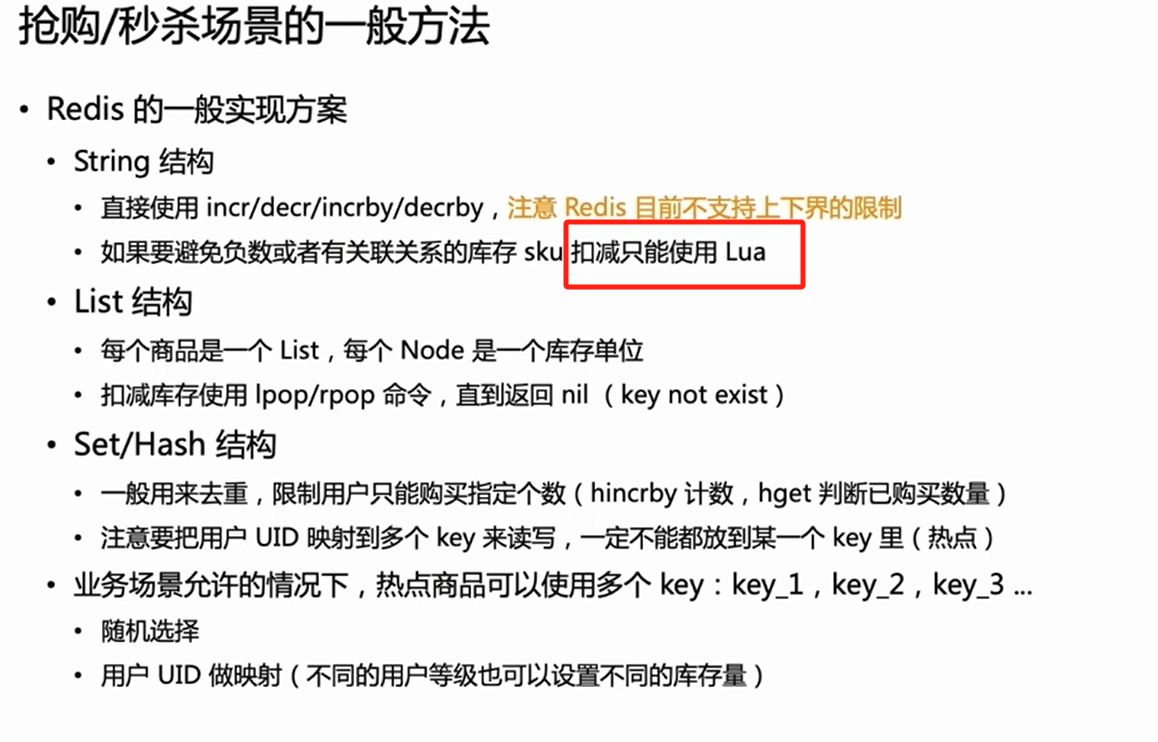 抢购/秒杀场景的一般方法
• Redis 的一般实现方案
• String 结构
• 直接使用 incr/decr/incrby/decrby，注意 Redis 目前不支持上下界的限制
• 如果要避免负数或者有关联关系的库存 sku 扣减只能使用 Lua
• List 结构
• 每个商品是一个 List，每个 Node 是一个库存单位
• 扣减库存使用 lpop/rpop 命令，直到返回 nil （key not exist）
• Set/Hash 结构
• 一般用来去重，限制用户只能购买指定个数（hincrby 计数，hget 判断已购买数量）
• 注意要把用户 UID 映射到多个 key 来读写，一定不能都放到某一个 key 里（热点）
• 业务场景允许的情况下，热点商品可以使用多个 key：key_1，key_2，key_3 ...
• 随机选择
• 用户 UID 做映射（不同的用户等级也可以设置不同的库存量）